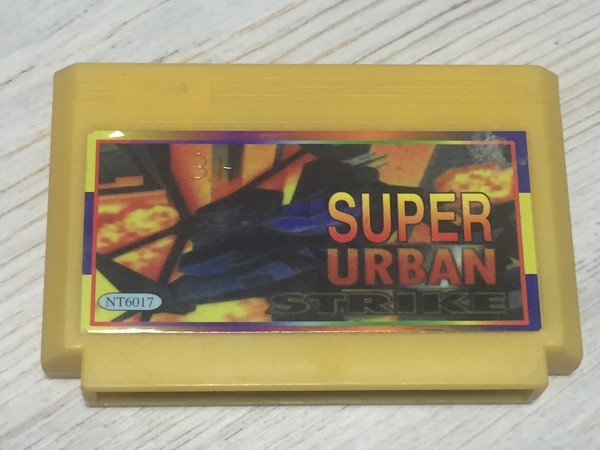 SUPER
URBAN
STRIKE
NT6017